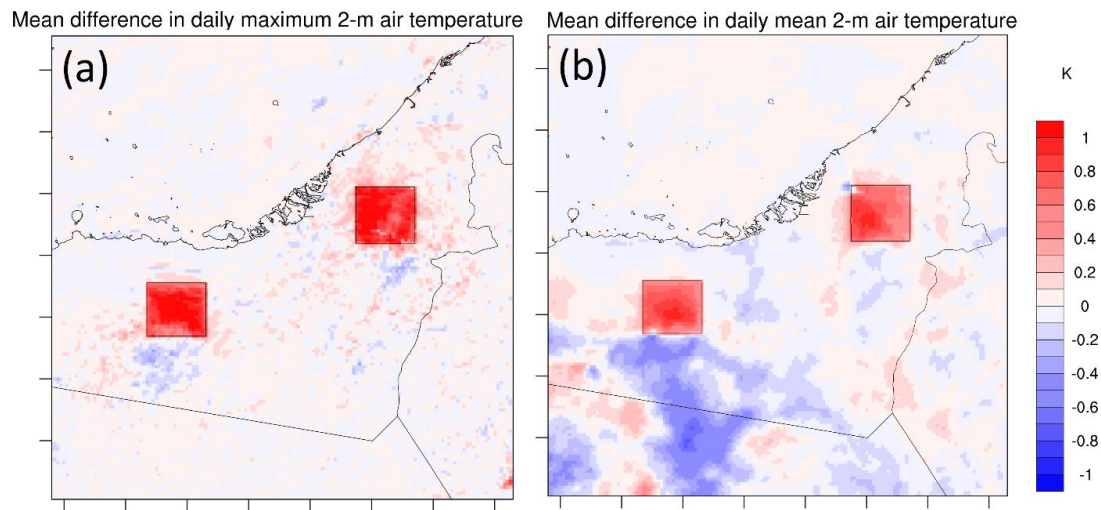 Mean difference in daily maximum 2-m air temperature
Mean difference in daily mean 2-m air temperature
(a)
(b)
K
1
0.8
0.6
0.4
0.2
0
-0.2
-0.4
-0.6
-0.8
-1